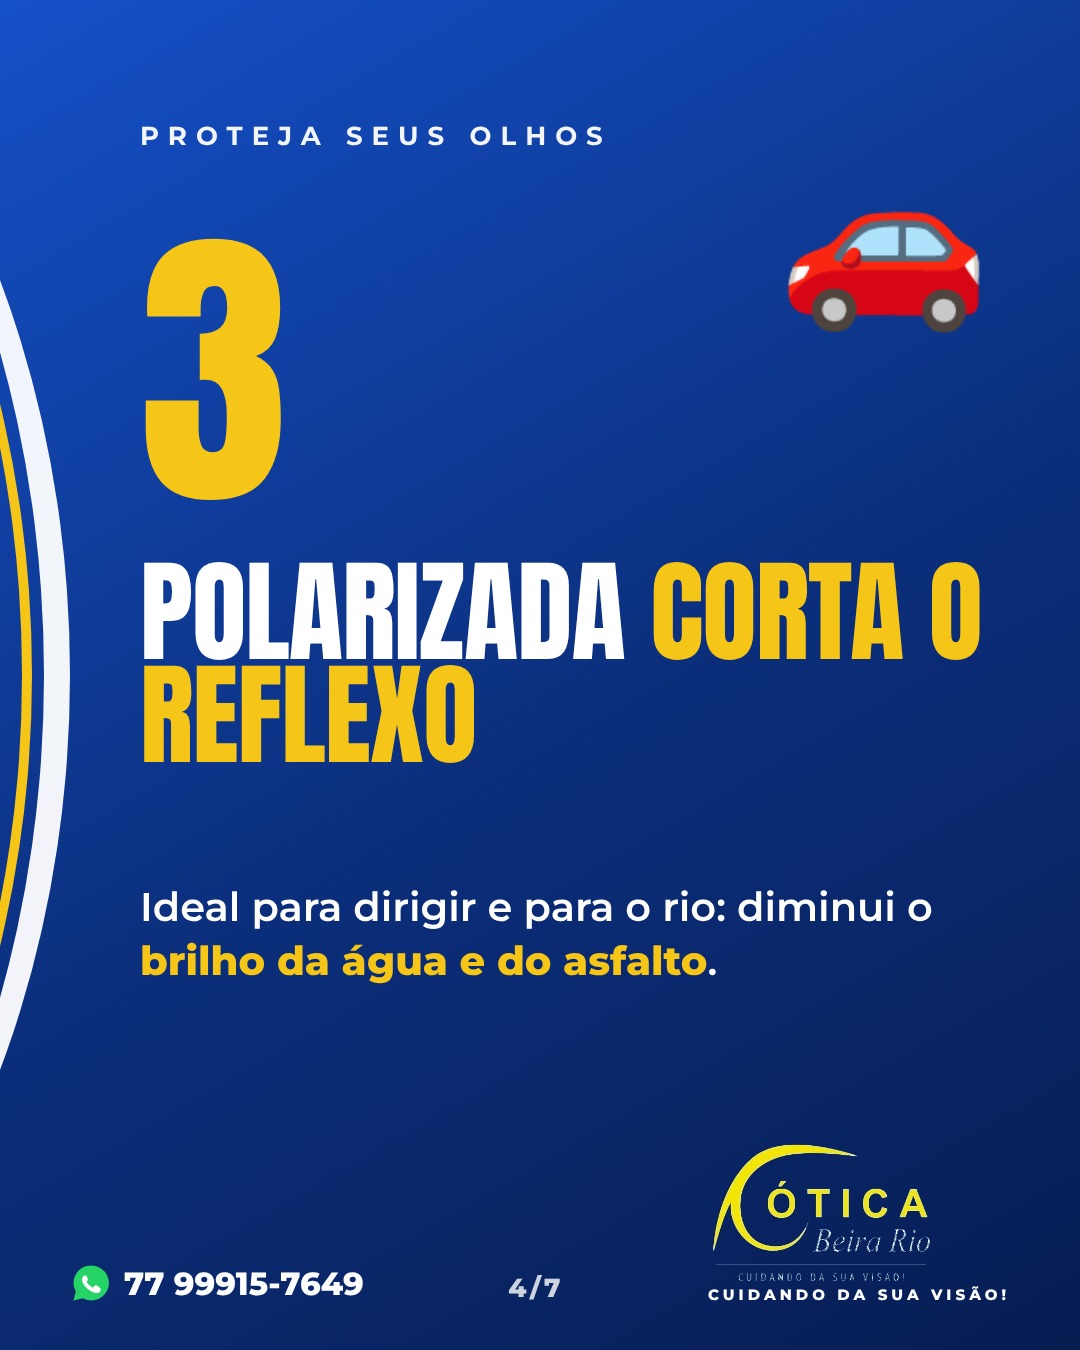 PROTEJA SEUS OLHOS
3
POLARIZADA CORTA O
REFLEXO
Ideal para dirigir e para o rio: diminui o
brilho da água e do asfalto.
ÓTICA
Beira Rio
CUIDANDO DA SUA VISÃO!
CUIDANDO DA SUA VISÃO!
77 99915-7649
4/7